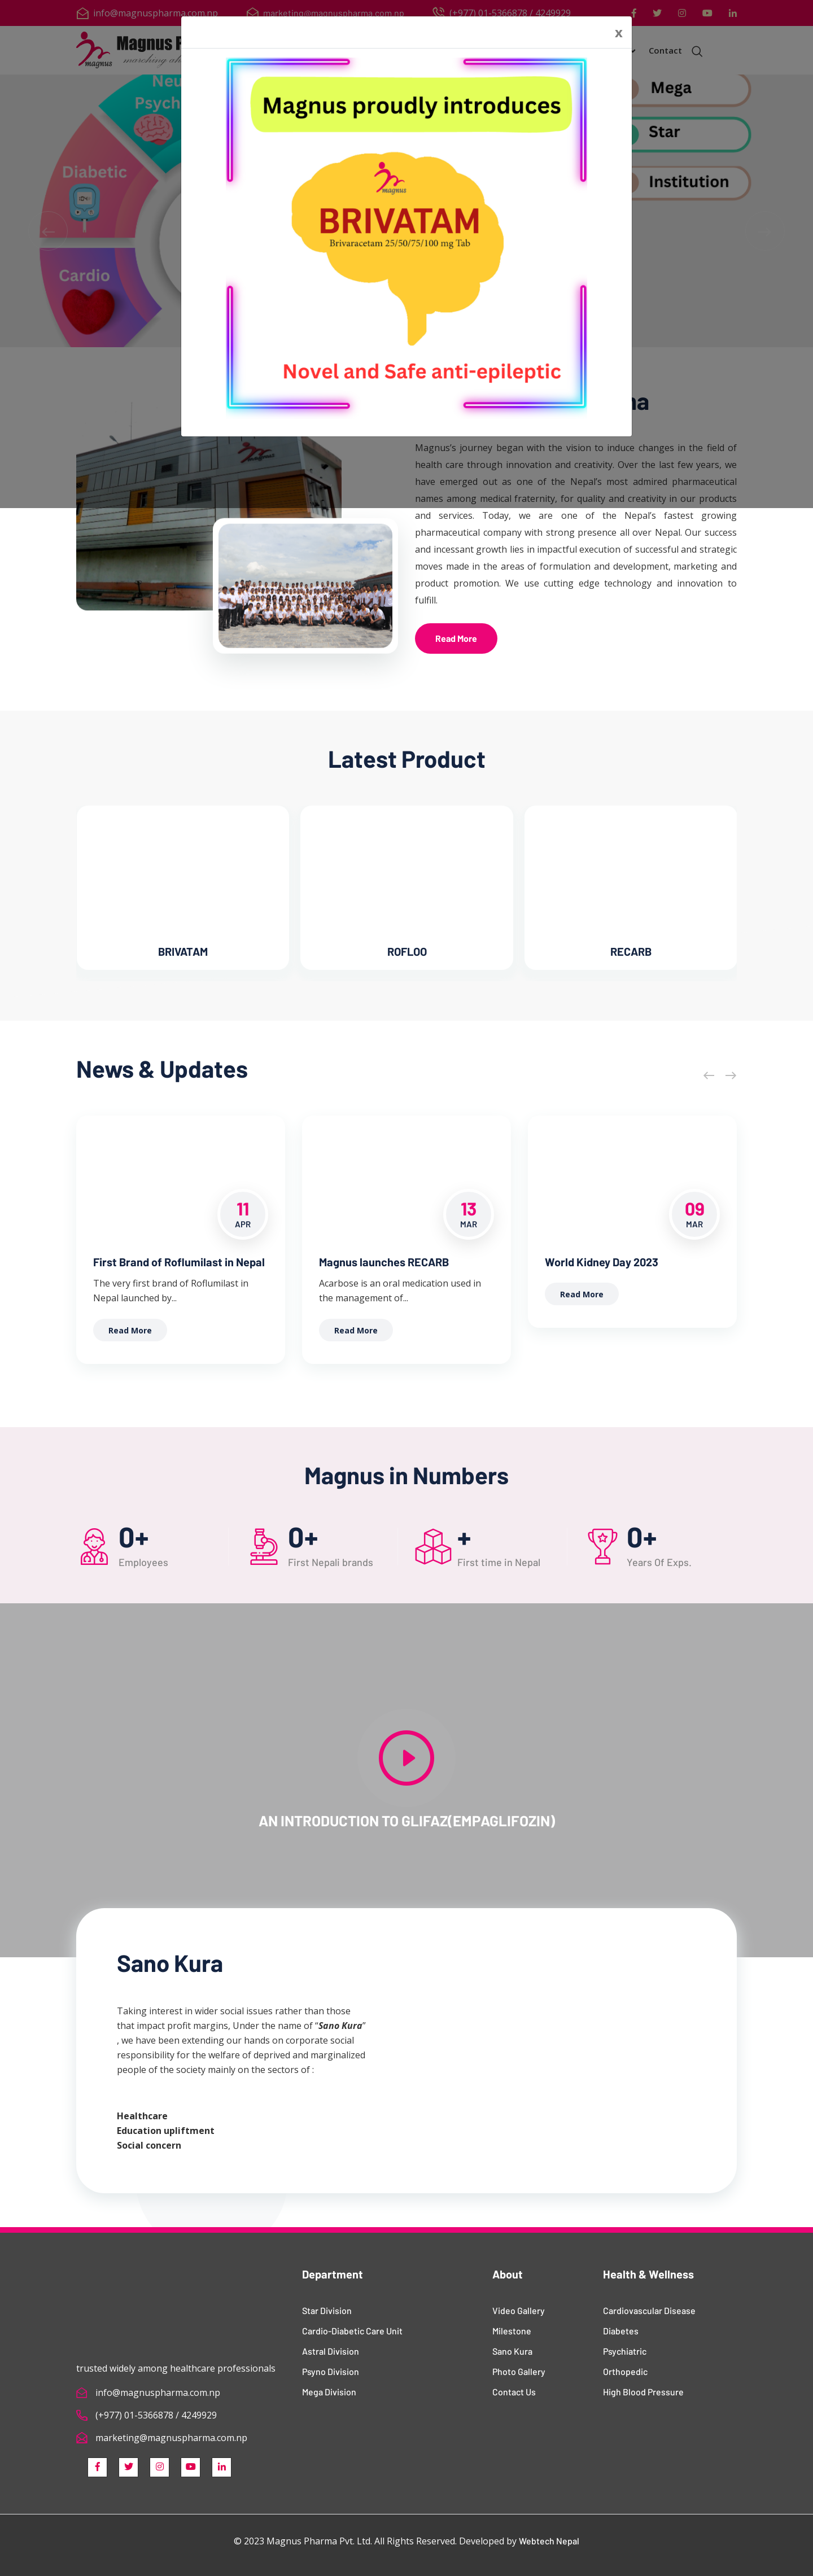 info@magnuspharma.com.np
marketing@magnuspharma.com.np
(+977) 01-5366878 / 4249929
x
Magnus
magnus
Contact
Psych
Diabetic
Cardio
Mega
Star
Institution
Magnus proudly introduces
magnus
BRIVATAM
Brivaracetam 25/50/75/100 mg Tab
Novel and Safe anti-epileptic
Magnus's journey began with the vision to induce changes in the field of
health care through innovation and creativity. Over the last few years, we
have emerged out as one of the Nepal's most admired pharmaceutical
names among medical fraternity, for quality and creativity in our products
and services. Today, we are one of the Nepal's fastest growing
pharmaceutical company with strong presence all over Nepal. Our success
and incessant growth lies in impactful execution of successful and strategic
moves made in the areas of formulation and development, marketing and
product promotion. We use cutting edge technology and innovation to
fulfill.
Read More
Latest Product
BRIVATAM
ROFLOO
RECARB
News & Updates
11
APR
First Brand of Roflumilast in Nepal
The very first brand of Roflumilast in
Nepal launched by...
Read More
13
MAR
Magnus launches RECARB
Acarbose is an oral medication used in
the management of...
Read More
09
MAR
World Kidney Day 2023
Read More
Magnus in Numbers
0+
Employees
0+
First Nepali brands
+
First time in Nepal
0+
Years Of Exps.
AN INTRODUCTION TO GLIFAZ(EMPAGLIFOZIN)
Sano Kura
Taking interest in wider social issues rather than those
that impact profit margins, Under the name of “Sano Kura”
, we have been extending our hands on corporate social
responsibility for the welfare of deprived and marginalized
people of the society mainly on the sectors of :
Healthcare
Education upliftment
Social concern
trusted widely among healthcare professionals
info@magnuspharma.com.np
(+977) 01-5366878 / 4249929
marketing@magnuspharma.com.np
Department
Star Division
Cardio-Diabetic Care Unit
Astral Division
Psyno Division
Mega Division
About
Video Gallery
Milestone
Sano Kura
Photo Gallery
Contact Us
Health & Wellness
Cardiovascular Disease
Diabetes
Psychiatric
Orthopedic
High Blood Pressure
© 2023 Magnus Pharma Pvt. Ltd. All Rights Reserved. Developed by Webtech Nepal